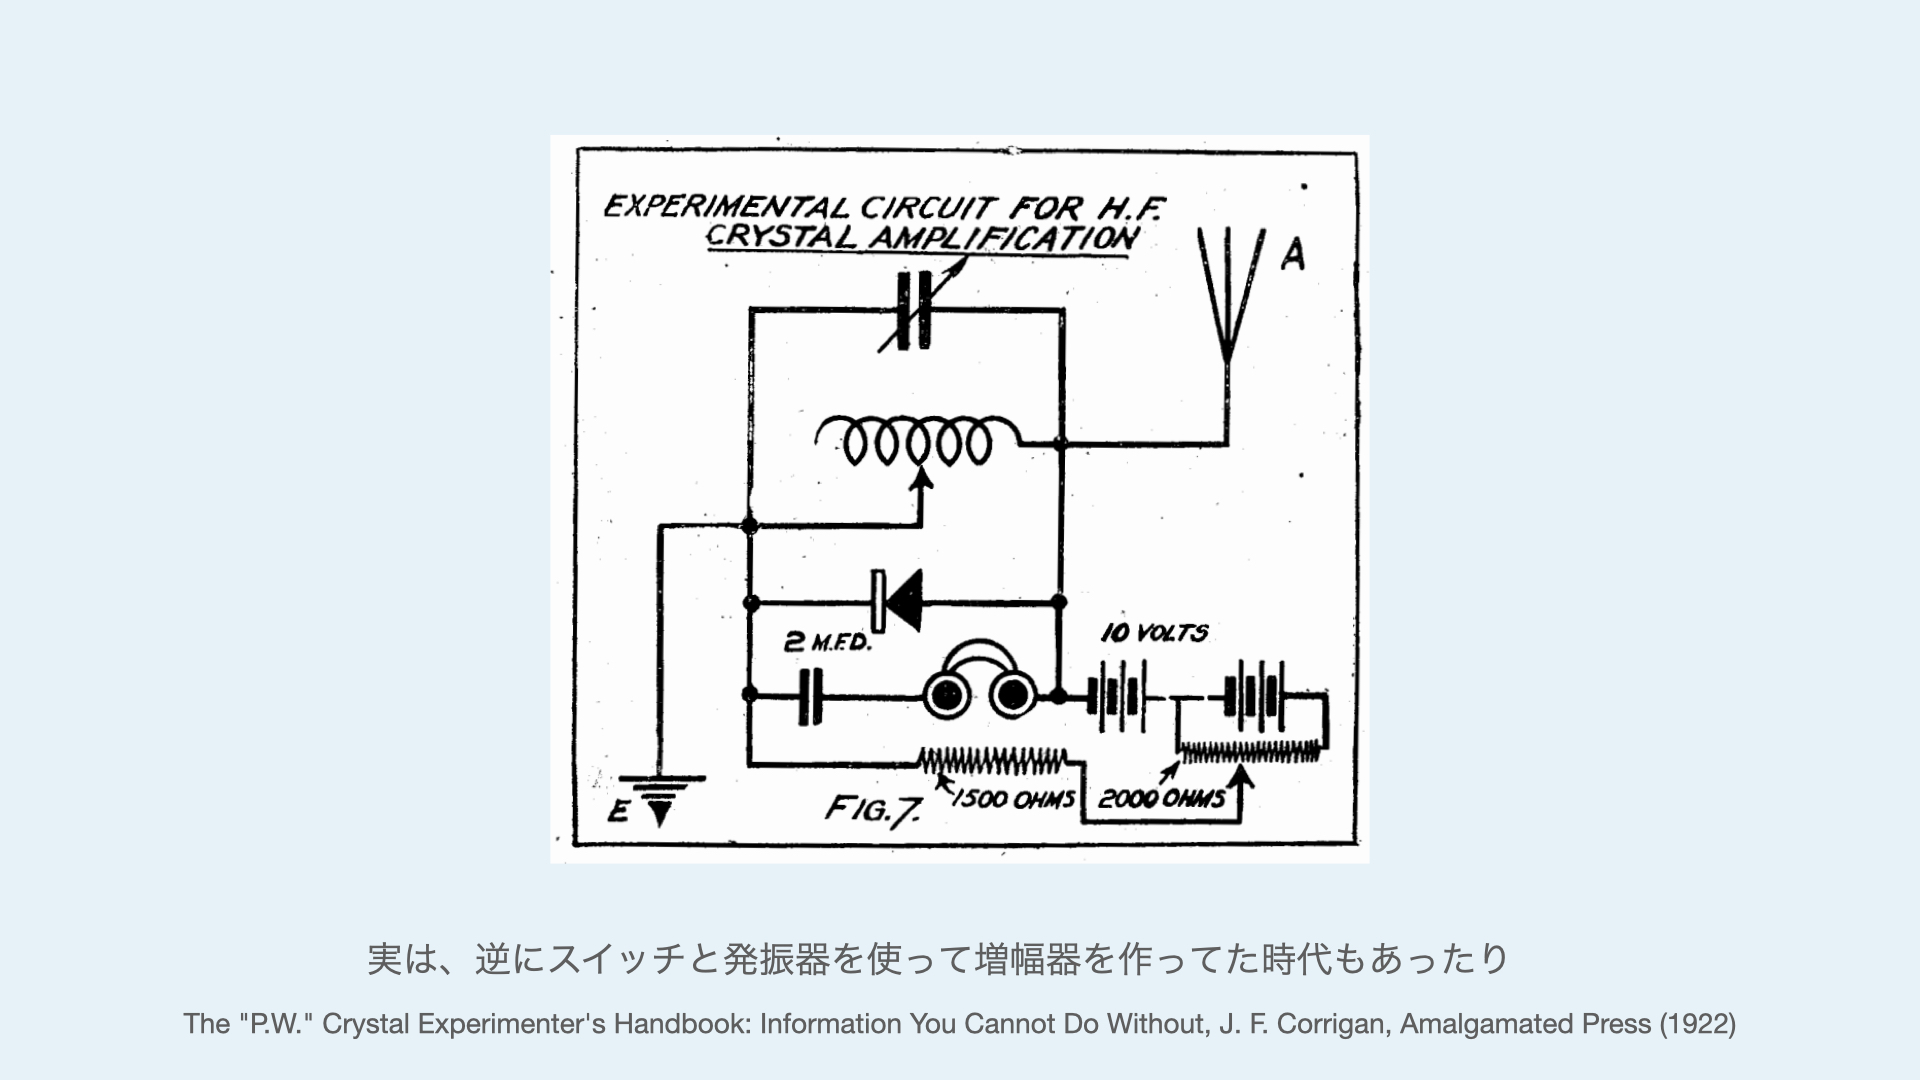 EXPERIMENTAL CIRCUIT FOR H.F.
CRYSTAL AMPLIFICATION
A
2 M.F.D.
10 VOLTS
1500 OHMS
2000 OHMS
E
FIG. 7.
実は、逆にスイッチと発振器を使って増幅器を作ってた時代もあったり
The "P.W." Crystal Experimenter's Handbook: Information You Cannot Do Without, J. F. Corrigan, Amalgamated Press (1922)